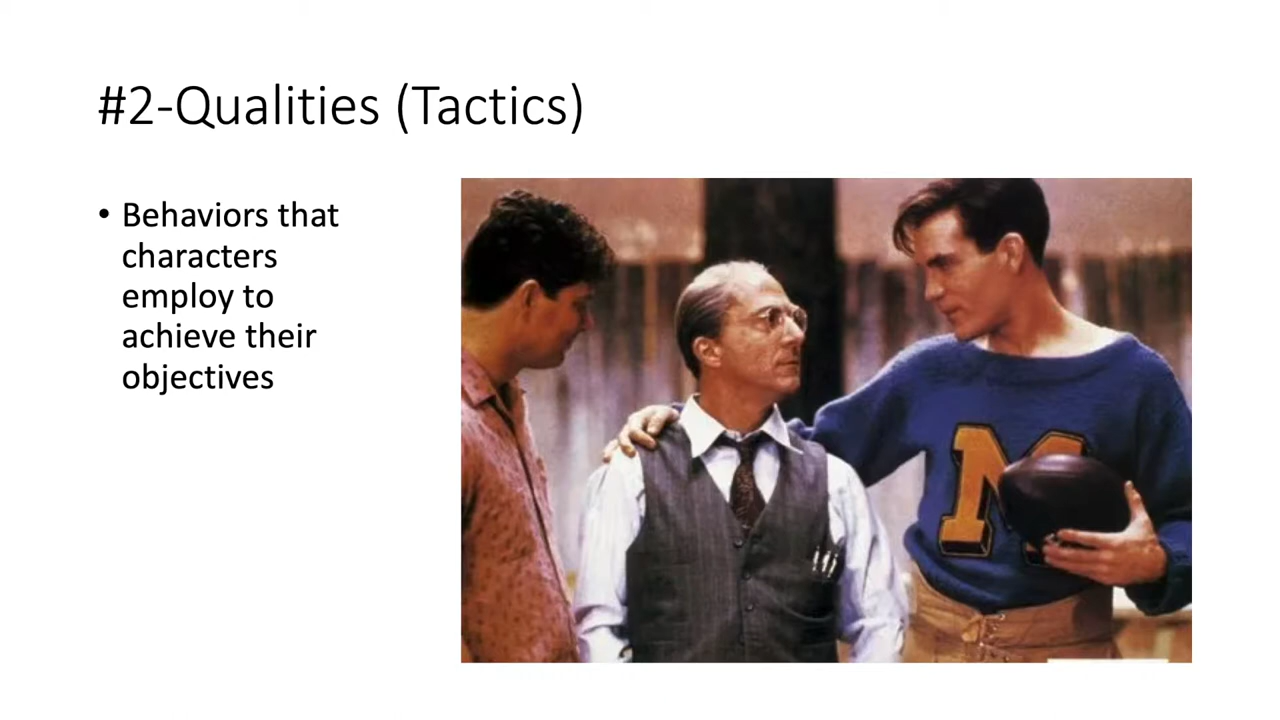 #2-Qualities (Tactics)
• Behaviors that
characters
employ to
achieve their
objectives
M